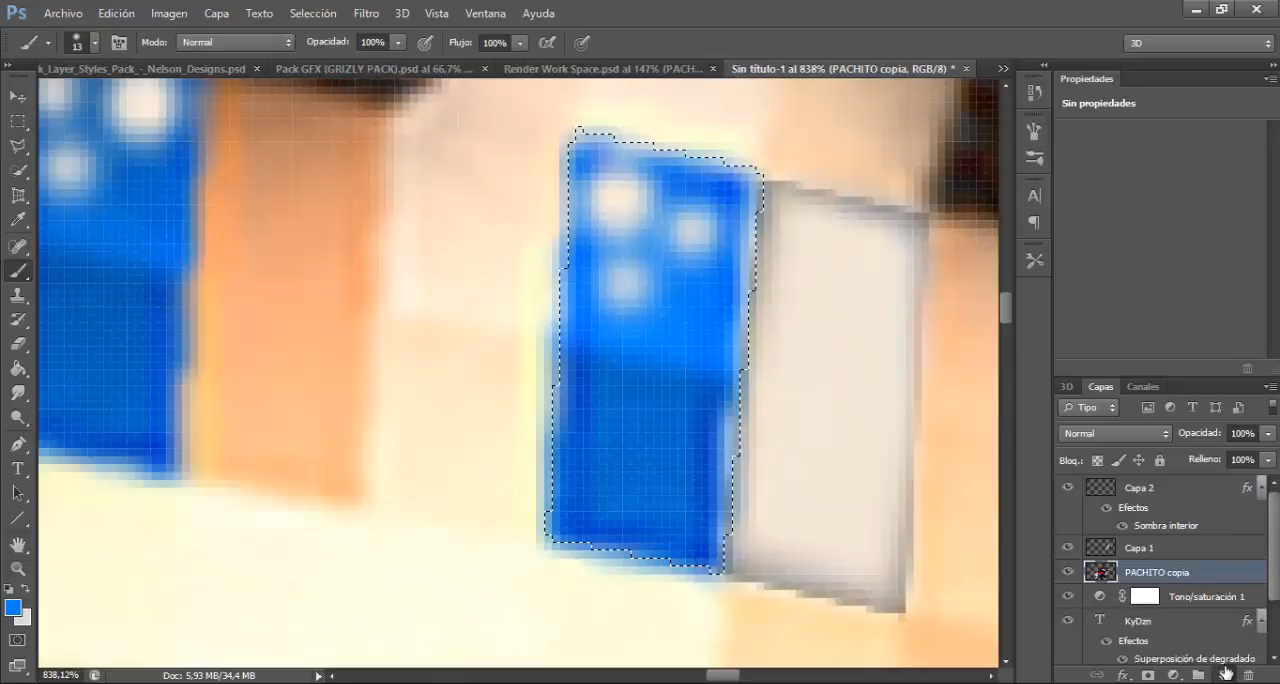 Ps Archivo Edición Imagen Capa Texto Selección Filtro 3D Vista Ventana Ayuda
13 Modo: Normal Opacidad: 100% Flujo: 100% 3D
k_Layer_Styles_Pack_-_Nelson_Designs.psd × Pack GFX (GRIZLY PACK).psd al 66,7% ... × Render Work Space.psd al 147% (PACH... × Sin título-1 al 838% (PACHITO copia, RGB/8) * ×
Propiedades
Sin propiedades
3D Capas Canales
Tipo
Normal Opacidad: 100%
Bloq.: Relleno: 100%
Capa 2 fx
Efectos
Sombra interior
Capa 1
PACHITO copia
Tono/saturación 1
T KyDzn fx
Efectos
Superposición de degradado
838,12% Doc: 5,93 MB/34,4 MB